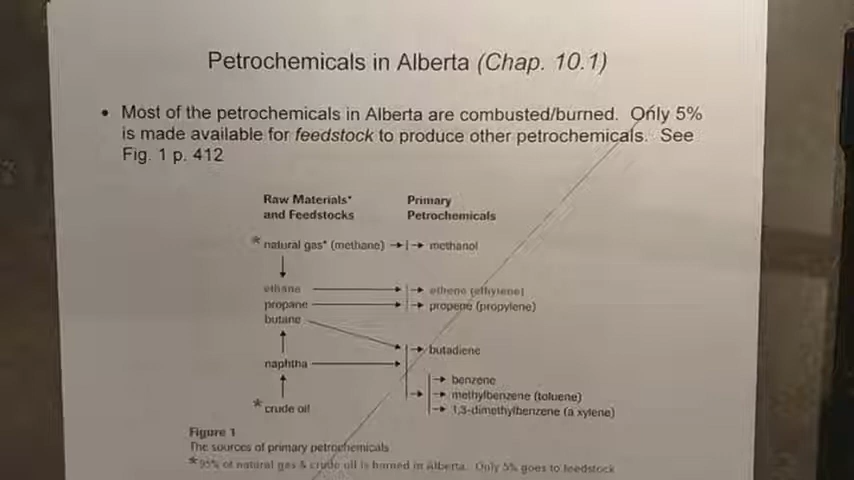 Petrochemicals in Alberta (Chap. 10.1)
• Most of the petrochemicals in Alberta are combusted/burned. Only 5%
is made available for feedstock to produce other petrochemicals. See
Fig. 1 p. 412
Raw Materials* Primary
and Feedstocks Petrochemicals
* natural gas* (methane) →|→ methanol
ethane → |→ ethene (ethylene)
propane → |→ propene (propylene)
butane
→ butadiene
naphtha →
→ benzene
→ methylbenzene (toluene)
* crude oil → 1,3-dimethylbenzene (a xylene)
Figure 1
The sources of primary petrochemicals
*95% of natural gas & crude oil is burned in Alberta. Only 5% goes to feedstock